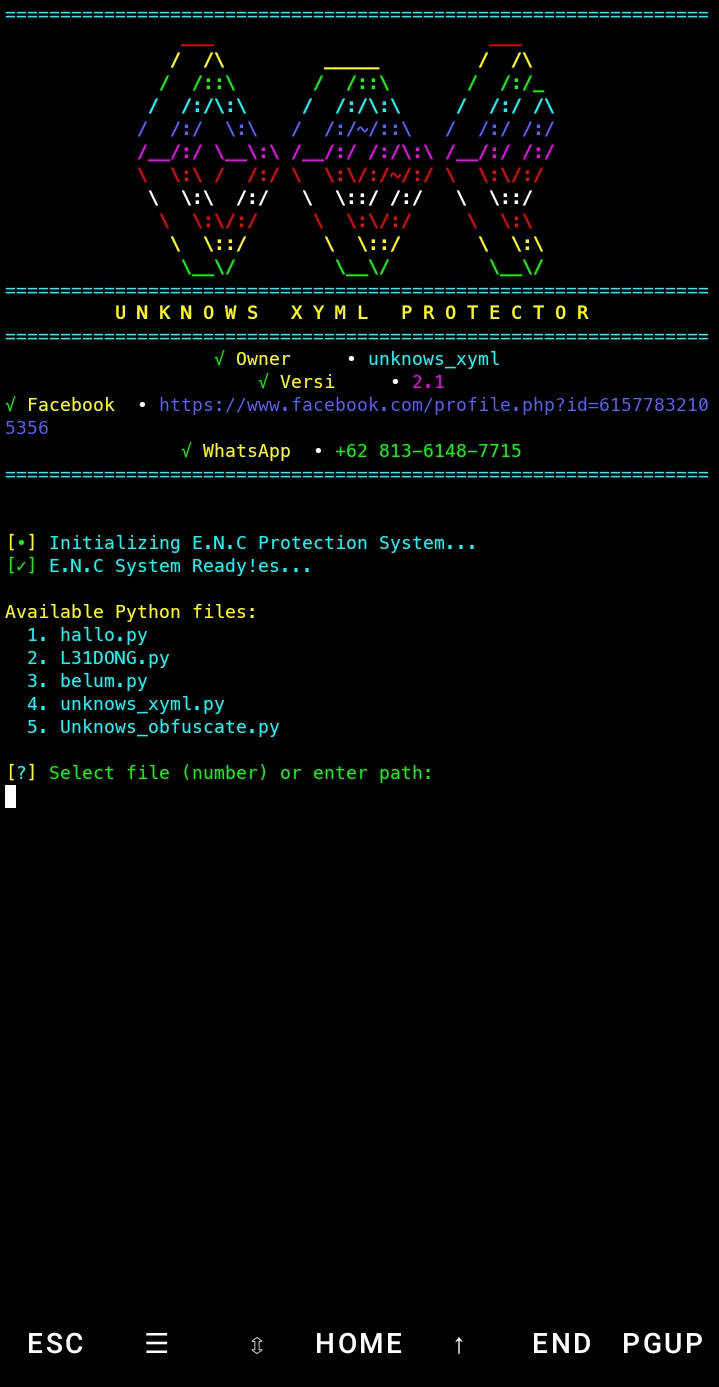 UNKNOWS XYML PROTECTOR
√ Owner • unknows_xyml
√ Versi • 2.1
√ Facebook • https://www.facebook.com/profile.php?id=6157783210
5356
√ WhatsApp • +62 813-6148-7715
[•] Initializing E.N.C Protection System...
[✓] E.N.C System Ready!es...
Available Python files:
1. hallo.py
2. L31DONG.py
3. belum.py
4. unknows_xyml.py
5. Unknows_obfuscate.py
[?] Select file (number) or enter path:
ESC ☰ ⇳ HOME ↑ END PGUP